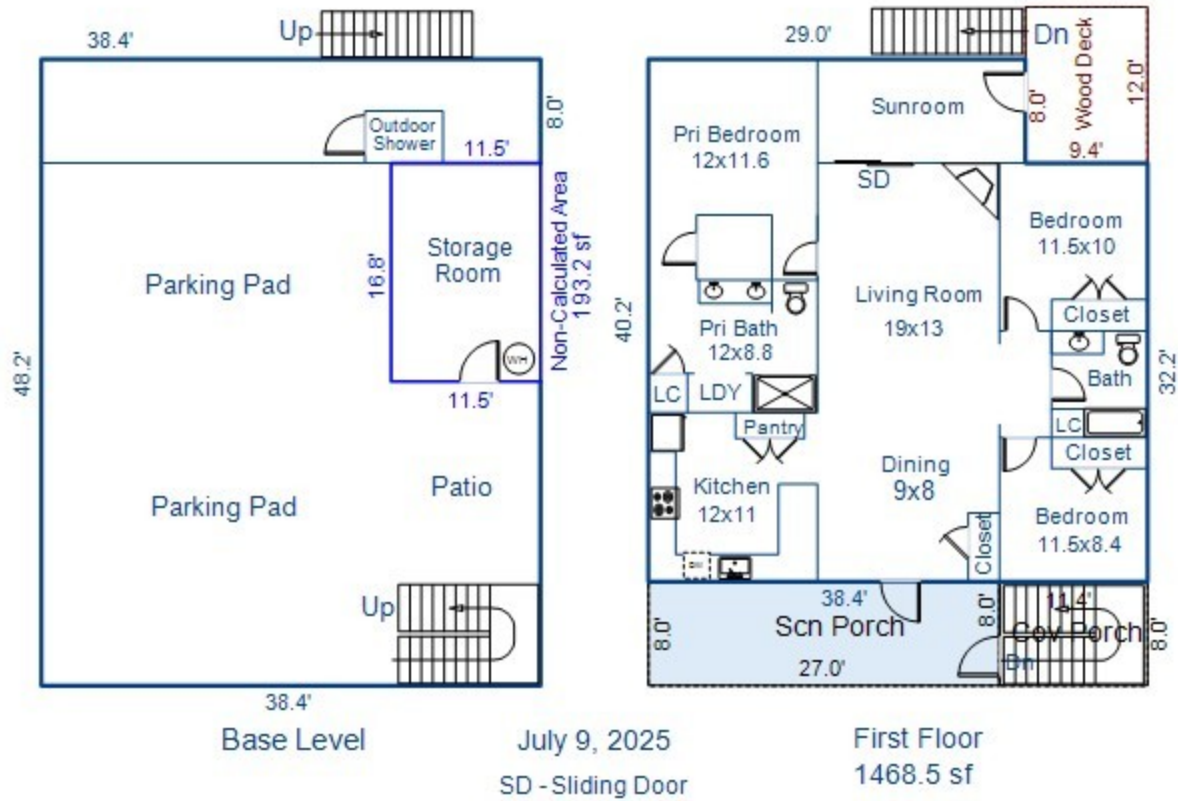 38.4'
Up
8.0'
Outdoor
Shower
11.5'
Non-Calculated Area
193.2 sf
16.8'
Storage
Room
Parking Pad
WH
11.5'
48.2'
Parking Pad
Patio
Up
38.4'
Base Level
29.0'
Dn
Wood Deck
12.0'
8.0'
9.4'
Sunroom
Pri Bedroom
12x11.6
SD
Bedroom
11.5x10
Living Room
19x13
Closet
40.2'
Pri Bath
12x8.8
Bath
32.2'
LC
LDY
Pantry
LC
Closet
Kitchen
12x11
Dining
9x8
Bedroom
11.5x8.4
Closet
38.4'
11.4'
8.0'
Scn Porch
8.0'
Cov Porch
8.0'
27.0'
Dn
July 9, 2025
SD - Sliding Door
First Floor
1468.5 sf